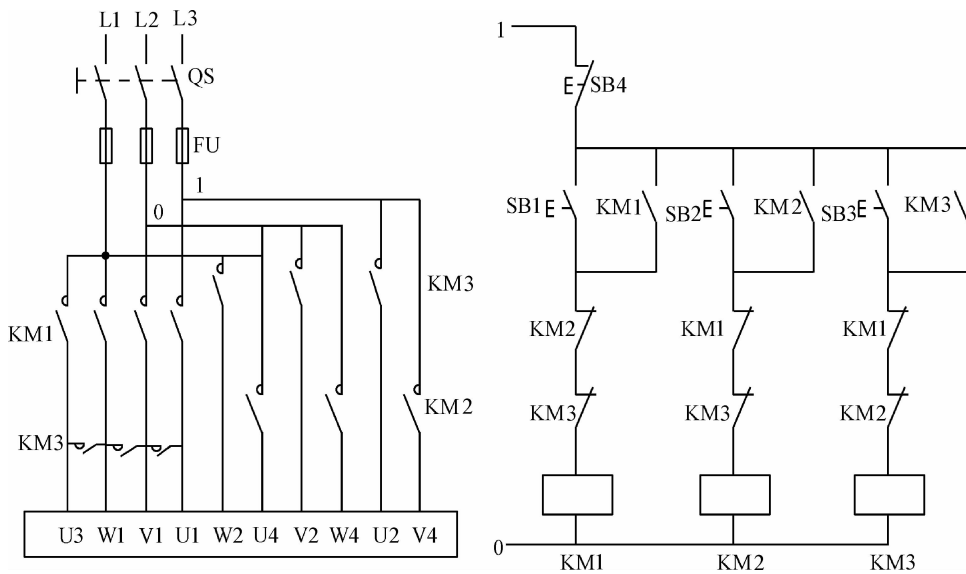 L1 L2 L3
QS
FU
1
0
KM3
KM1
KM2
KM3
U3 W1 V1 U1 W2 U4 V2 W4 U2 V4
1
SB4
SB1 KM1 SB2 KM2 SB3 KM3
KM2 KM1 KM1
KM3 KM3 KM2
0
KM1 KM2 KM3